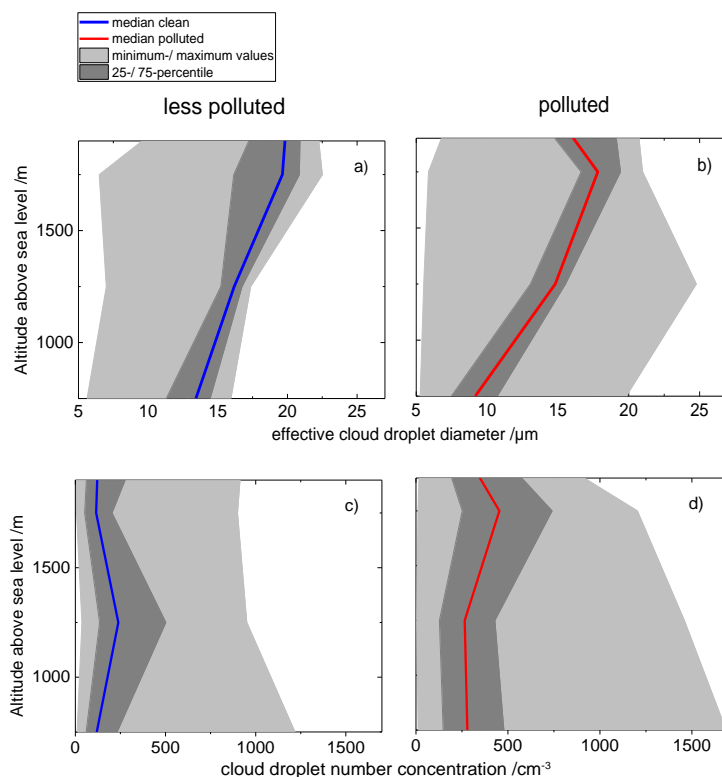 median clean
median polluted
minimum-/ maximum values
25-/ 75-percentile
less polluted
polluted
Altitude above sea level /m
1500
1000
a)
b)
5 10 15 20 25 5 10 15 20 25
effective cloud droplet diameter /µm
Altitude above sea level /m
1500
1000
c)
d)
0 500 1000 1500 0 500 1000 1500
cloud droplet number concentration /cm-3